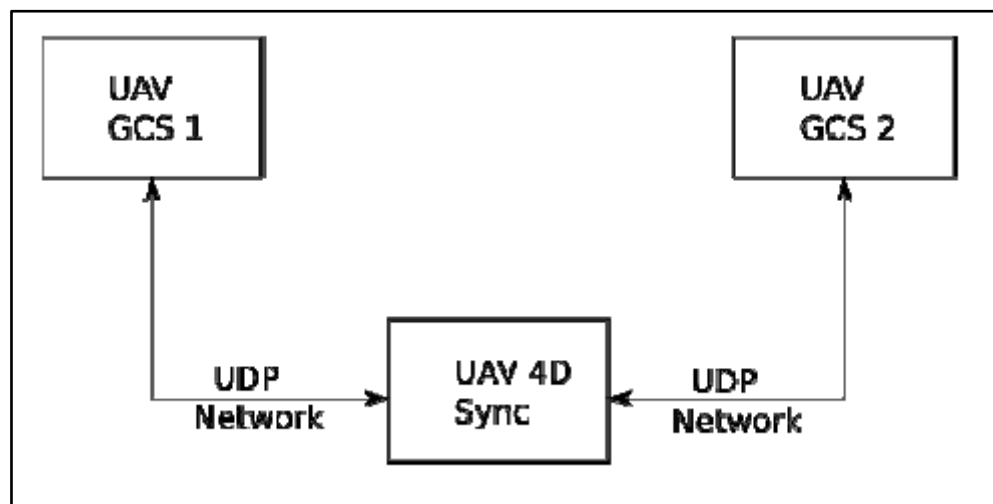 UAV
GCS 1
UAV
GCS 2
UDP
Network
UAV 4D
Sync
UDP
Network